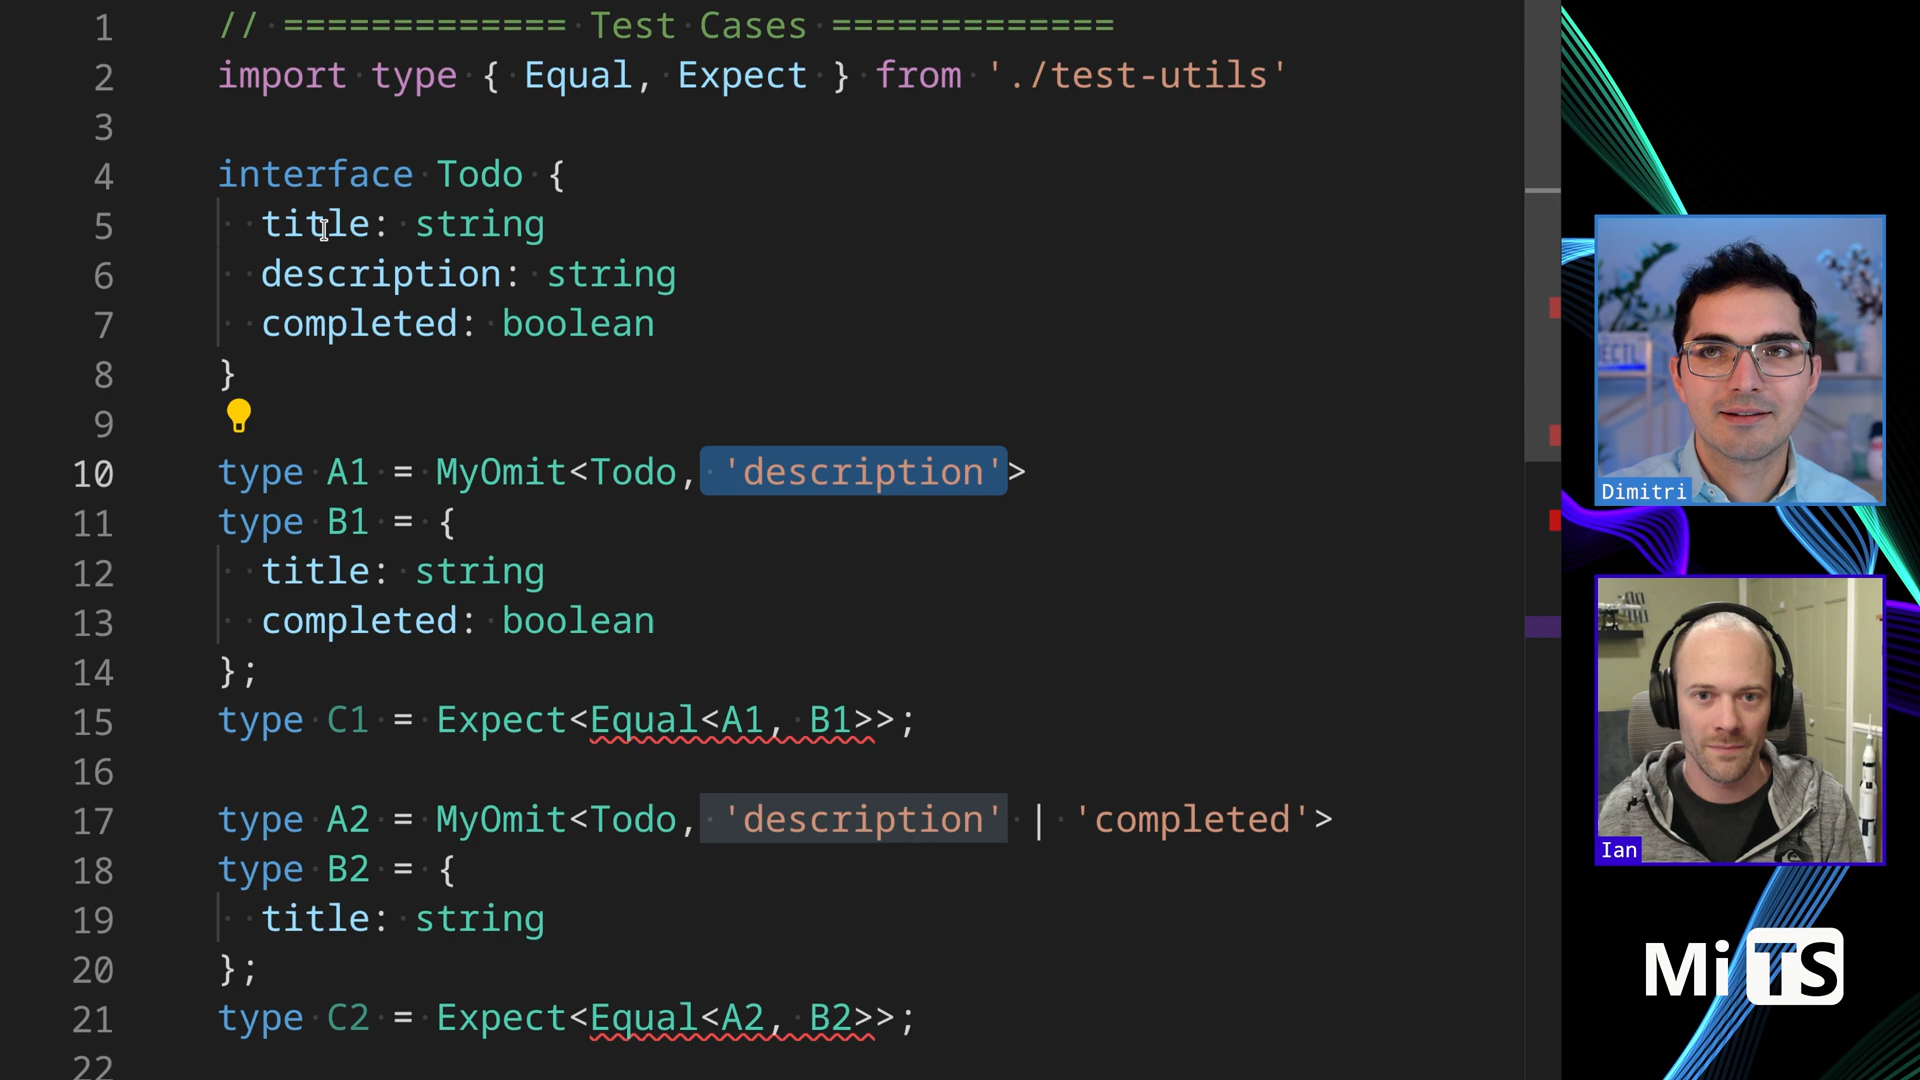 1 // ============= Test Cases =============
2 import type { Equal, Expect } from './test-utils'
3
4 interface Todo {
5   title: string
6   description: string
7   completed: boolean
8 }
9
10 type A1 = MyOmit<Todo, 'description'>
11 type B1 = {
12   title: string
13   completed: boolean
14 };
15 type C1 = Expect<Equal<A1, B1>>;
16
17 type A2 = MyOmit<Todo, 'description' | 'completed'>
18 type B2 = {
19   title: string
20 };
21 type C2 = Expect<Equal<A2, B2>>;
22
ECTL
Dimitri
Ian
MiTS